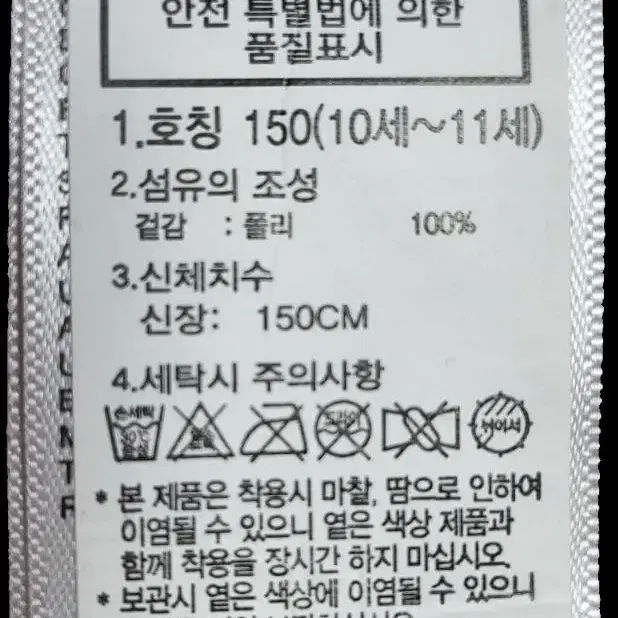 안전 특별법에 의한
품질표시
1.호칭 150(10세~11세)
2.섬유의 조성
겉감 : 폴리 100%
3.신체치수
신장: 150CM
4.세탁시 주의사항
손세탁 30℃ 중성 염소 드라이 뉘어서
* 본 제품은 착용시 마찰, 땀으로 인하여
이염될 수 있으니 옅은 색상 제품과
함께 착용을 장시간 하지 마십시오.
* 보관시 옅은 색상에 이염될 수 있으니